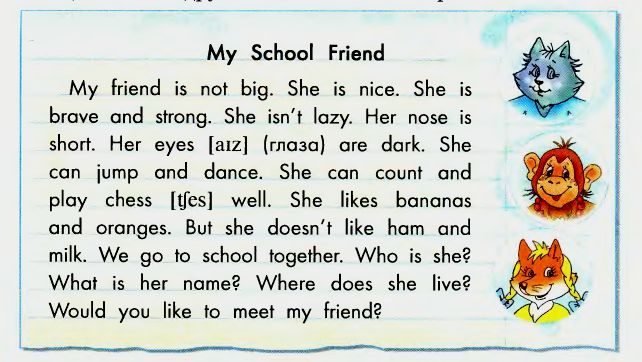 My School Friend
My friend is not big. She is nice. She is
brave and strong. She isn't lazy. Her nose is
short. Her eyes [aɪz] (глаза) are dark. She
can jump and dance. She can count and
play chess [tʃes] well. She likes bananas
and oranges. But she doesn't like ham and
milk. We go to school together. Who is she?
What is her name? Where does she live?
Would you like to meet my friend?